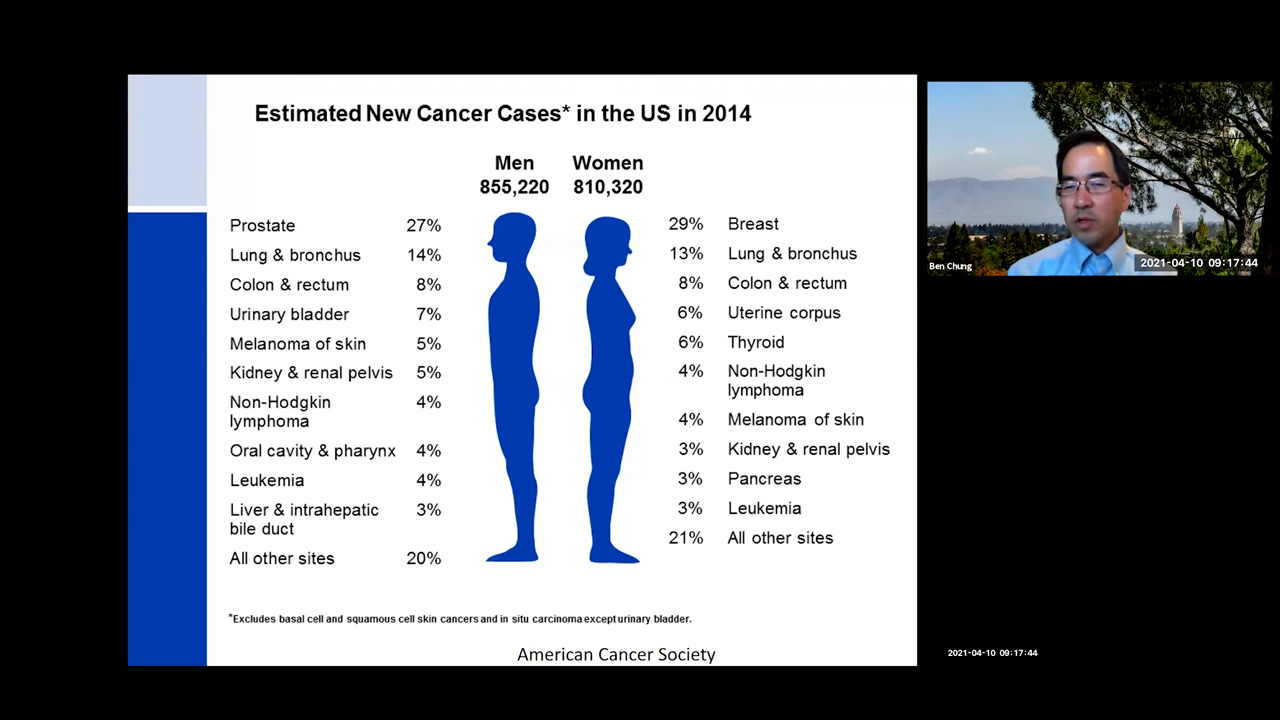 Estimated New Cancer Cases* in the US in 2014
Men Women
855,220 810,320
Prostate 27%
Lung & bronchus 14%
Colon & rectum 8%
Urinary bladder 7%
Melanoma of skin 5%
Kidney & renal pelvis 5%
Non-Hodgkin 4%
lymphoma
Oral cavity & pharynx 4%
Leukemia 4%
Liver & intrahepatic 3%
bile duct
All other sites 20%
29% Breast
13% Lung & bronchus
8% Colon & rectum
6% Uterine corpus
6% Thyroid
4% Non-Hodgkin
lymphoma
4% Melanoma of skin
3% Kidney & renal pelvis
3% Pancreas
3% Leukemia
21% All other sites
*Excludes basal cell and squamous cell skin cancers and in situ carcinoma except urinary bladder.
American Cancer Society
Ben Chung
2021-04-10 09:17:44
2021-04-10 09:17:44